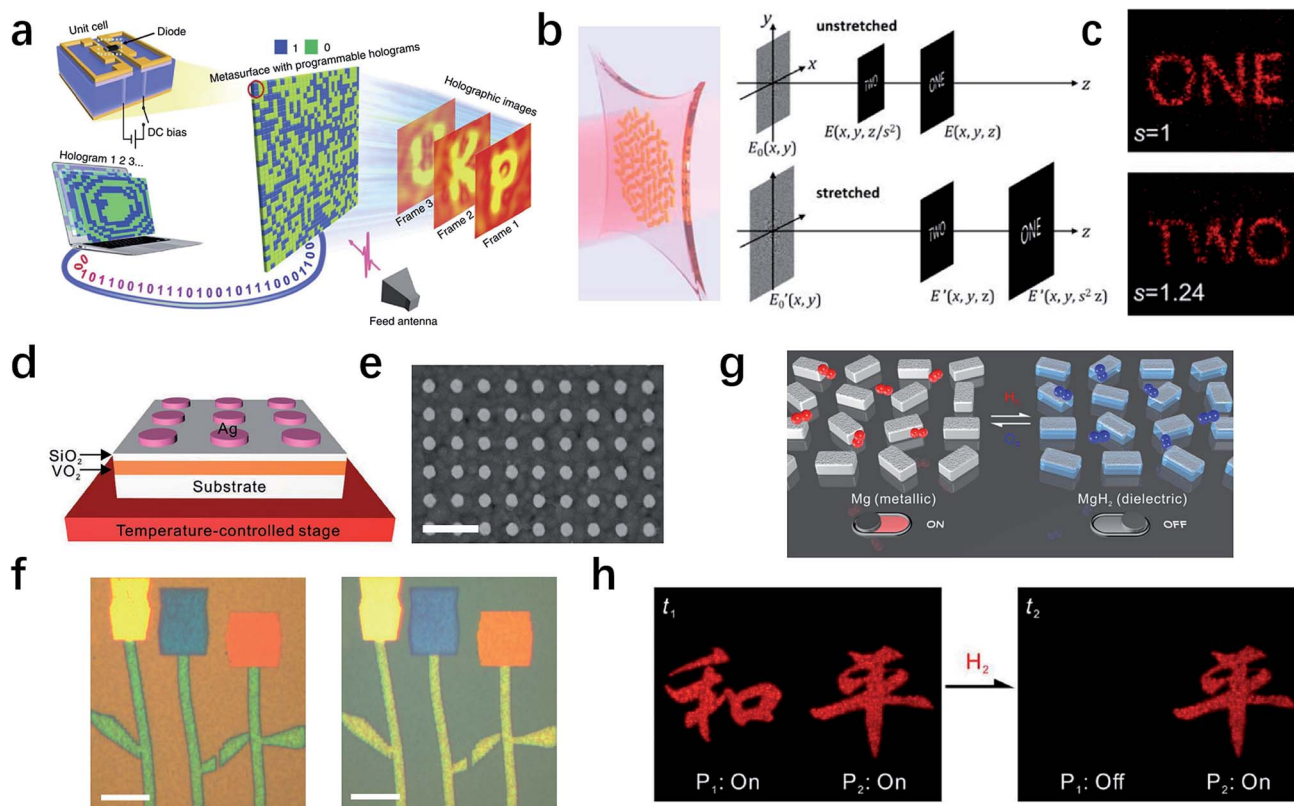 a
Unit cell
Diode
DC bias
1 0
Metasurface with programmable holograms
Holographic images
Hologram 1 2 3...
Frame 3
Frame 2
Frame 1
Feed antenna
b
unstretched
y
x
z
TWO
ONE
E₀(x, y)
E(x, y, z/s²)
E(x, y, z)
stretched
TWO
ONE
z
E₀'(x, y)
E'(x, y, z)
E'(x, y, s² z)
c
ONE
s=1
TWO
s=1.24
d
Ag
SiO₂
VO₂
Substrate
Temperature-controlled stage
e
f
g
H₂
O₂
Mg (metallic)
ON
MgH₂ (dielectric)
OFF
h
t₁
和 平
P₁: On P₂: On
H₂
t₂
平
P₁: Off P₂: On